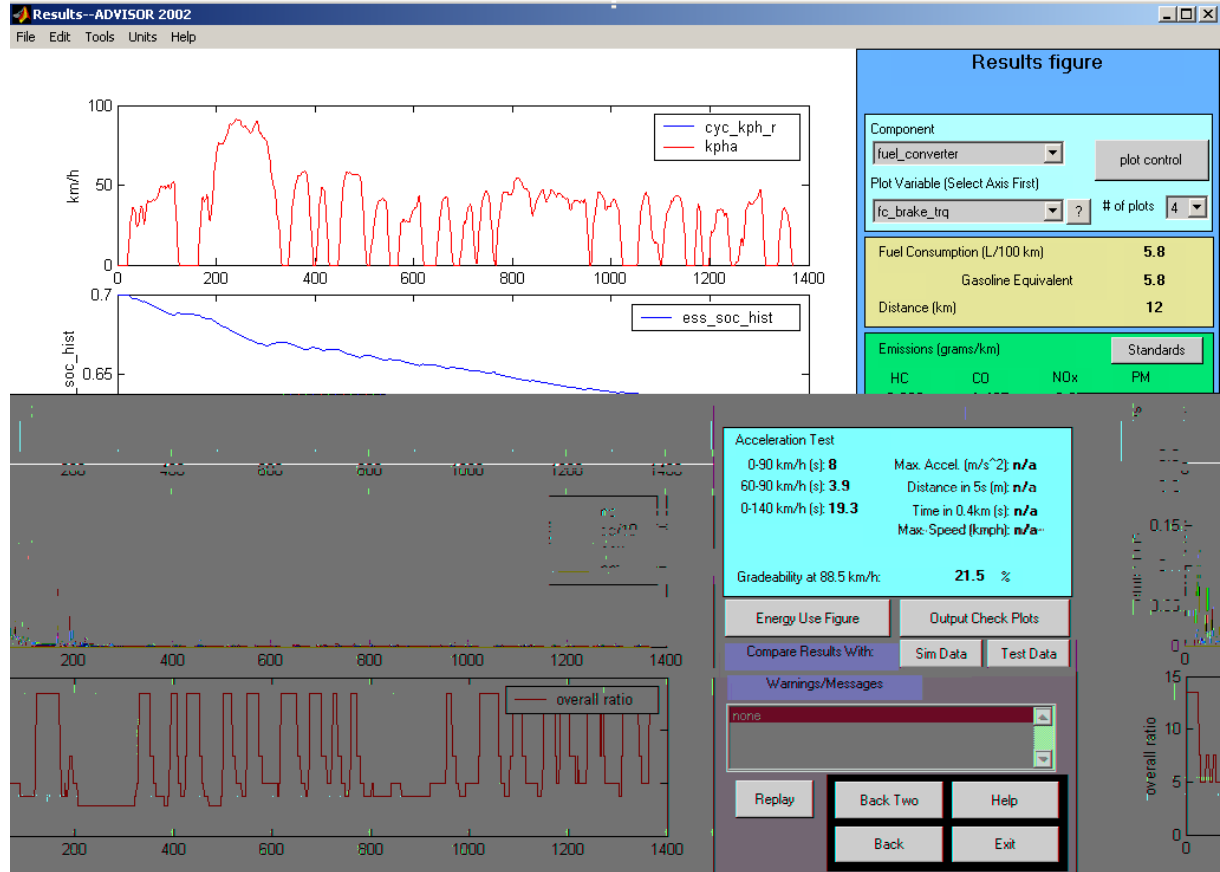 Results--ADVISOR 2002
File Edit Tools Units Help
Results figure
100
50
0
km/h
cyc_kph_r
kpha
0 200 400 600 800 1000 1200 1400
Component
fuel_converter
plot control
Plot Variable (Select Axis First)
fc_brake_trq
?
# of plots 4
Fuel Consumption (L/100 km) 5.8
Gasoline Equivalent 5.8
Distance (km) 12
0.7
0.65
soc_hist
ess_soc_hist
Emissions (grams/km) Standards
HC CO NOx PM
Acceleration Test
0-90 km/h (s): 8 Max. Accel. (m/s^2): n/a
60-90 km/h (s): 3.9 Distance in 5s (m): n/a
0-140 km/h (s): 19.3 Time in 0.4km (s): n/a
Max. Speed (kmph): n/a
Gradeability at 88.5 km/h: 21.5 %
0.15
0
0
Energy Use Figure Output Check Plots
200 400 600 800 1000 1200 1400
Compare Results With: Sim Data Test Data
Warnings/Messages
none
overall ratio
15
10
5
0
overall ratio
Replay Back Two Help
Back Exit
200 400 600 800 1000 1200 1400
0